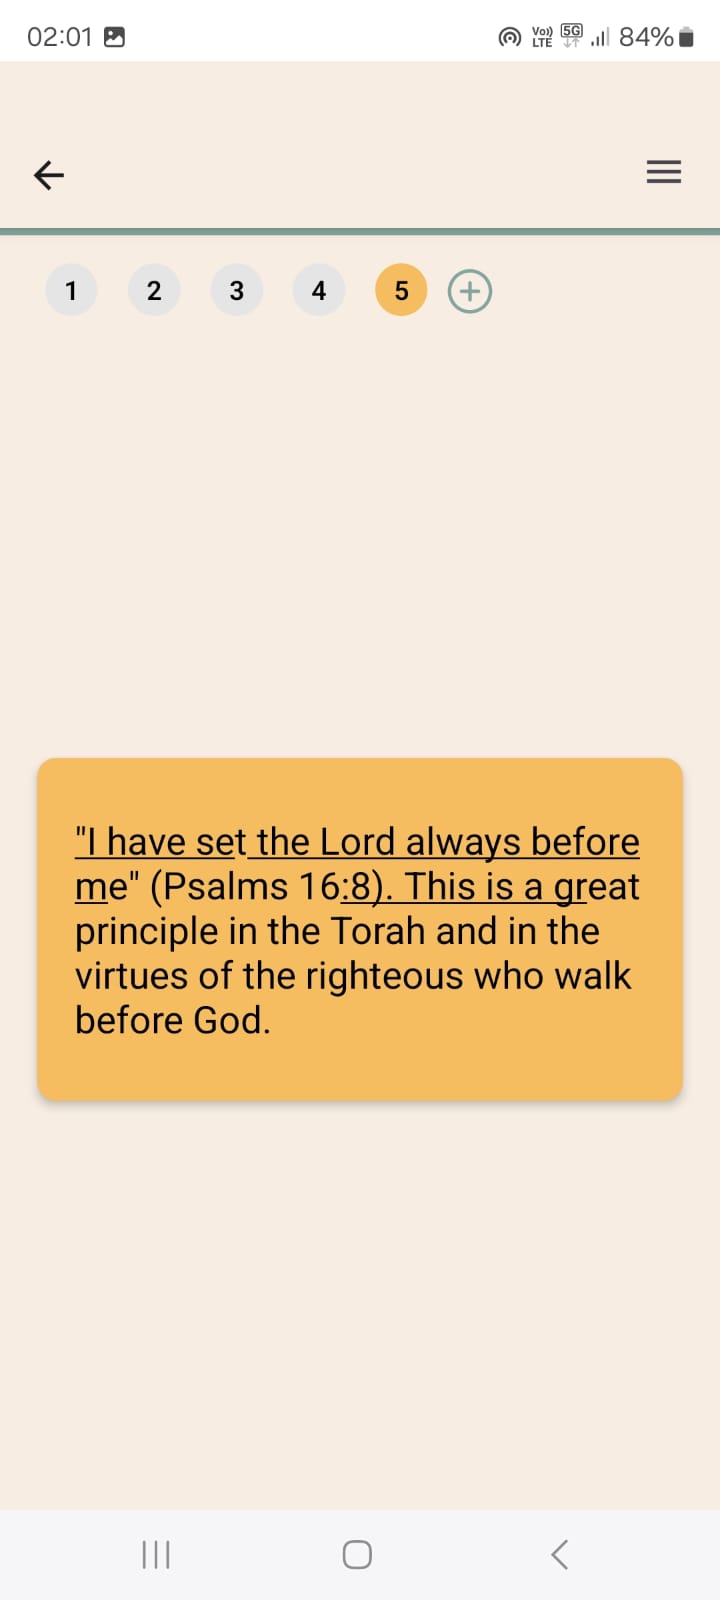 02:01 Vo)) LTE 5G 84%
1 2 3 4 5
"I have set the Lord always before
me" (Psalms 16:8). This is a great
principle in the Torah and in the
virtues of the righteous who walk
before God.